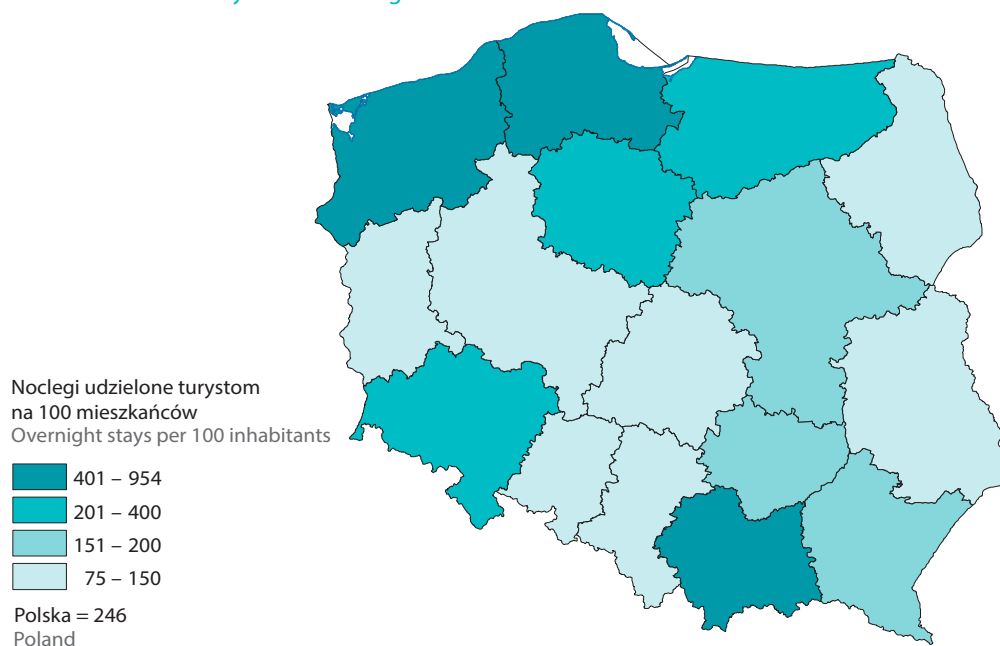 Noclegi udzielone turystom
na 100 mieszkańców
Overnight stays per 100 inhabitants
401 – 954
201 – 400
151 – 200
75 – 150
Polska = 246
Poland